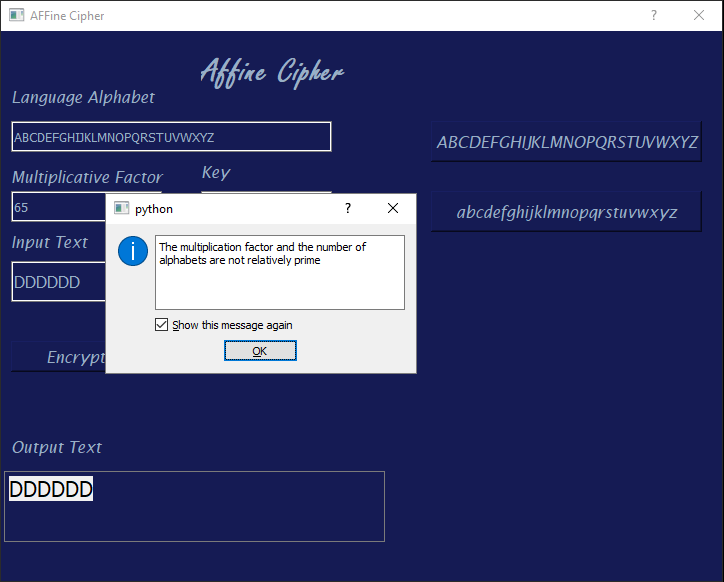 AFFine Cipher
Affine Cipher
Language Alphabet
ABCDEFGHIJKLMNOPQRSTUVWXYZ
ABCDEFGHIJKLMNOPQRSTUVWXYZ
Multiplicative Factor
Key
65
abcdefghijklmnopqrstuvwxyz
python
Input Text
The multiplication factor and the number of
alphabets are not relatively prime
DDDDDD
Show this message again
OK
Encrypt
Output Text
DDDDDD